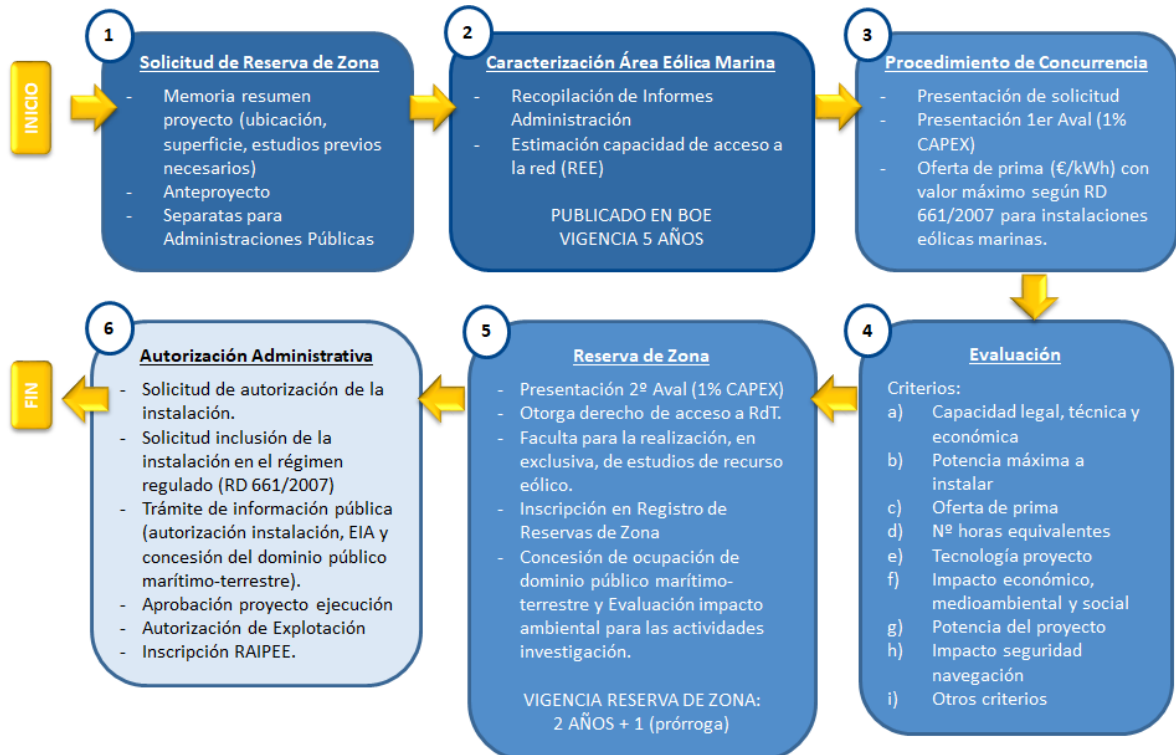 INICIO
1
Solicitud de Reserva de Zona
- Memoria resumen
proyecto (ubicación,
superficie, estudios previos
necesarios)
- Anteproyecto
- Separatas para
Administraciones Públicas
2
Caracterización Área Eólica Marina
- Recopilación de Informes
Administración
- Estimación capacidad de acceso a
la red (REE)
PUBLICADO EN BOE
VIGENCIA 5 AÑOS
3
Procedimiento de Concurrencia
- Presentación de solicitud
- Presentación 1er Aval (1%
CAPEX)
- Oferta de prima (€/kWh) con
valor máximo según RD
661/2007 para instalaciones
eólicas marinas.
4
Evaluación
Criterios:
a) Capacidad legal, técnica y
económica
b) Potencia máxima a
instalar
c) Oferta de prima
d) Nº horas equivalentes
e) Tecnología proyecto
f) Impacto económico,
medioambiental y social
g) Potencia del proyecto
h) Impacto seguridad
navegación
i) Otros criterios
5
Reserva de Zona
- Presentación 2º Aval (1% CAPEX)
- Otorga derecho de acceso a RdT.
- Faculta para la realización, en
exclusiva, de estudios de recurso
eólico.
- Inscripción en Registro de
Reservas de Zona
- Concesión de ocupación de
dominio público marítimo-
terrestre y Evaluación impacto
ambiental para las actividades
investigación.
VIGENCIA RESERVA DE ZONA:
2 AÑOS + 1 (prórroga)
6
Autorización Administrativa
- Solicitud de autorización de la
instalación.
- Solicitud inclusión de la
instalación en el régimen
regulado (RD 661/2007)
- Trámite de información pública
(autorización instalación, EIA y
concesión del dominio público
marítimo-terrestre).
- Aprobación proyecto ejecución
- Autorización de Explotación
- Inscripción RAIPEE.
FIN